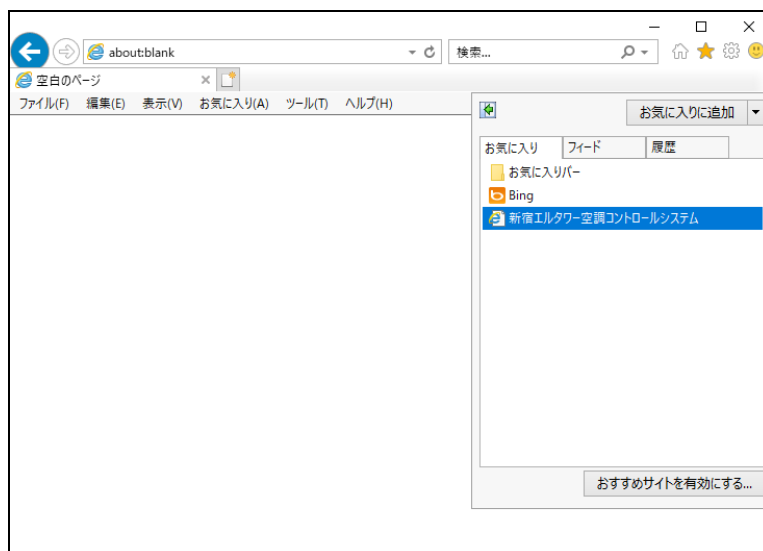 about:blank
検索...
空白のページ
ファイル(F) 編集(E) 表示(V) お気に入り(A) ツール(T) ヘルプ(H)
お気に入りに追加
お気に入り フィード 履歴
お気に入りバー
Bing
新宿エルタワー空調コントロールシステム
おすすめサイトを有効にする...